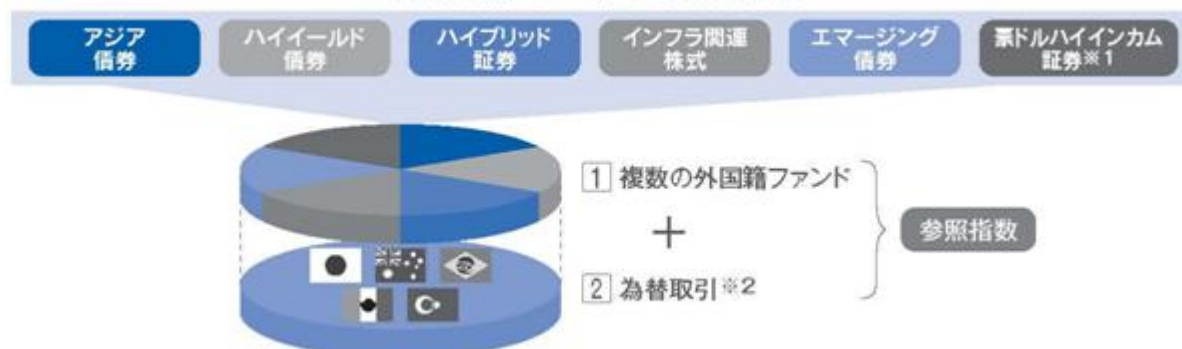 アジア
債券
ハイイールド
債券
ハイブリッド
証券
インフラ関連
株式
エマージング
債券
豪ドルハイインカム
証券※1
1 複数の外国籍ファンド
+
2 為替取引※2
参照指数